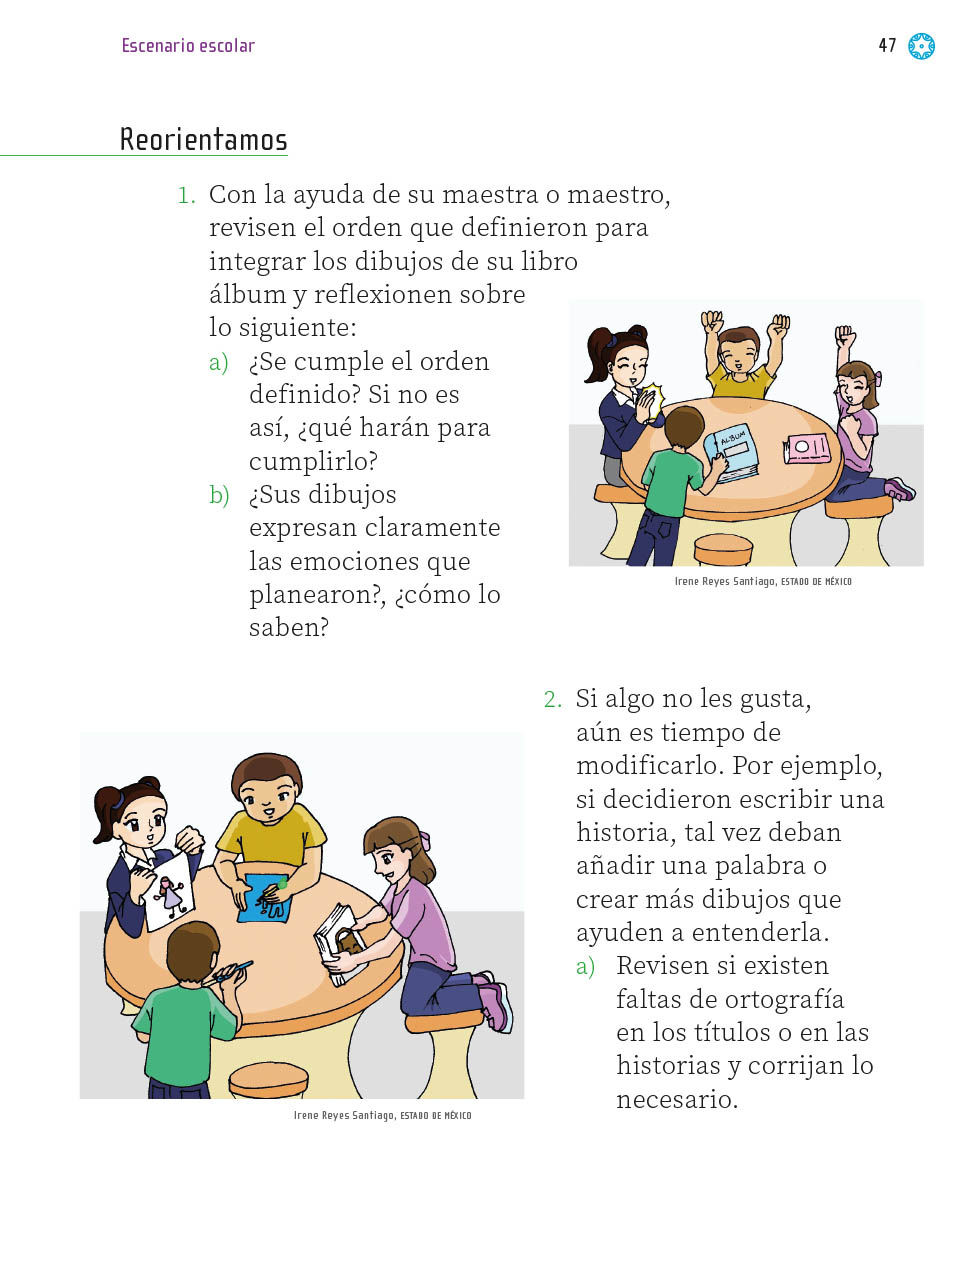 Escenario escolar
47
Reorientamos
1. Con la ayuda de su maestra o maestro,
revisen el orden que definieron para
integrar los dibujos de su libro
álbum y reflexionen sobre
lo siguiente:
a) ¿Se cumple el orden
definido? Si no es
así, ¿qué harán para
cumplirlo?
b) ¿Sus dibujos
expresan claramente
las emociones que
planearon?, ¿cómo lo
saben?
ALBUM
Irene Reyes Santiago, ESTADO DE MÉXICO
2. Si algo no les gusta,
aún es tiempo de
modificarlo. Por ejemplo,
si decidieron escribir una
historia, tal vez deban
añadir una palabra o
crear más dibujos que
ayuden a entenderla.
a) Revisen si existen
faltas de ortografía
en los títulos o en las
historias y corrijan lo
necesario.
Irene Reyes Santiago, ESTADO DE MÉXICO